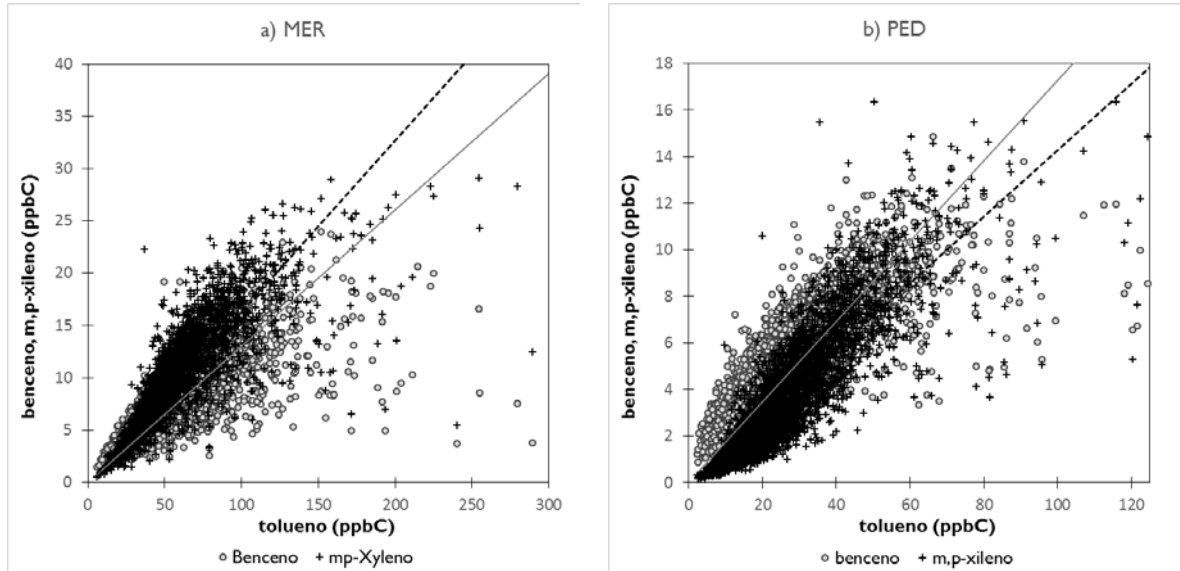 a) MER
40
35
30
25
20
15
10
5
0
benceno, m,p-xileno (ppbC)
0 50 100 150 200 250 300
tolueno (ppbC)
Benceno + mp-Xyleno
b) PED
18
16
14
12
10
8
6
4
2
0
benceno, m,p-xileno (ppbC)
0 20 40 60 80 100 120
tolueno (ppbC)
benceno + m,p-xileno